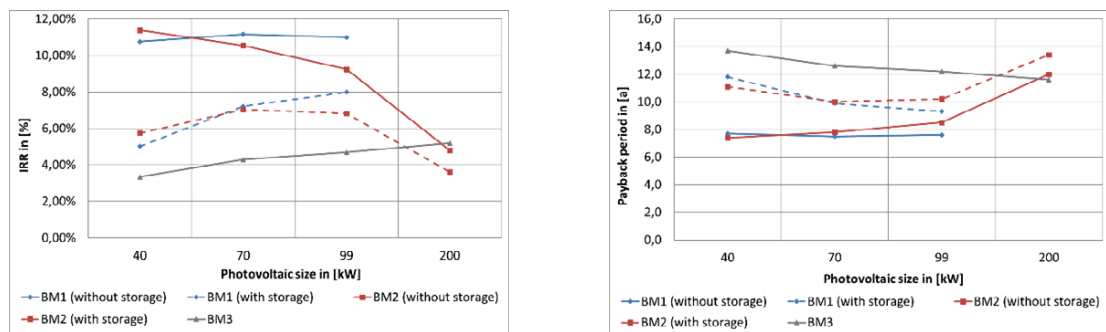 12,00%
10,00%
8,00%
6,00%
4,00%
2,00%
0,00%
IRR in [%]
40 70 99 200
Photovoltaic size in [kW]
BM1 (without storage) BM1 (with storage) BM2 (without storage)
BM2 (with storage) BM3
16,0
14,0
12,0
10,0
8,0
6,0
4,0
2,0
0,0
Payback period in [a]
40 70 99 200
Photovoltaic size in [kW]
BM1 (without storage) BM1 (with storage) BM2 (without storage)
BM2 (with storage) BM3